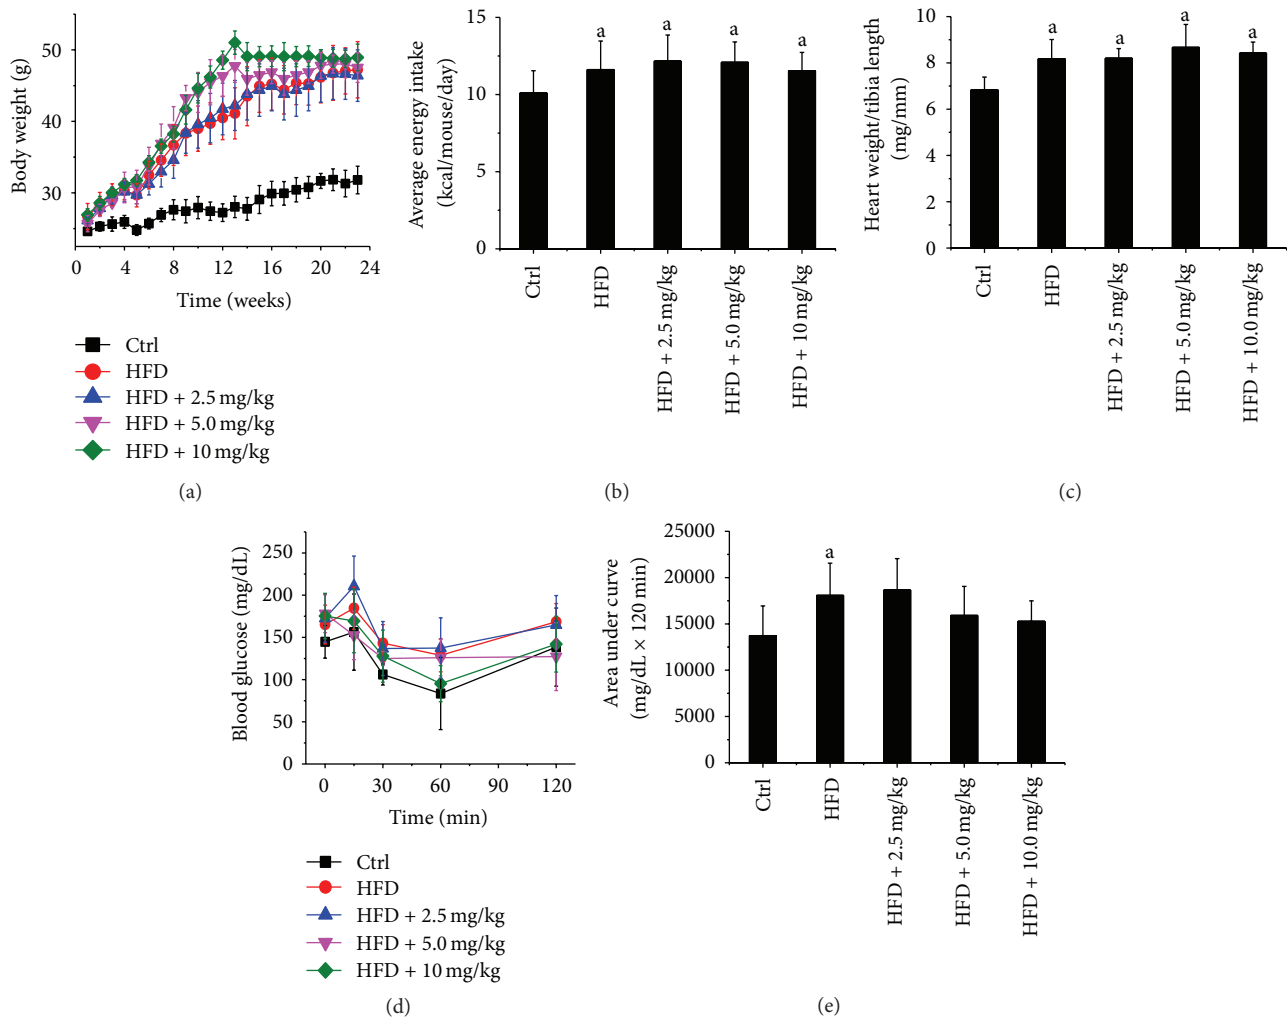 Body weight (g)
50
40
30
0
4
8
12
16
20
24
Time (weeks)
Ctrl
HFD
HFD + 2.5 mg/kg
HFD + 5.0 mg/kg
HFD + 10 mg/kg
(a)
Average energy intake
(kcal/mouse/day)
15
10
5
0
a
a
a
a
Ctrl
HFD
HFD + 2.5 mg/kg
HFD + 5.0 mg/kg
HFD + 10 mg/kg
(b)
Heart weight/tibia length
(mg/mm)
10
8
6
4
2
0
a
a
a
a
Ctrl
HFD
HFD + 2.5 mg/kg
HFD + 5.0 mg/kg
HFD + 10.0 mg/kg
(c)
Blood glucose (mg/dL)
250
200
150
100
50
0
0
30
60
90
120
Time (min)
Ctrl
HFD
HFD + 2.5 mg/kg
HFD + 5.0 mg/kg
HFD + 10 mg/kg
(d)
Area under curve
(mg/dL × 120 min)
25000
20000
15000
10000
5000
0
a
Ctrl
HFD
HFD + 2.5 mg/kg
HFD + 5.0 mg/kg
HFD + 10.0 mg/kg
(e)